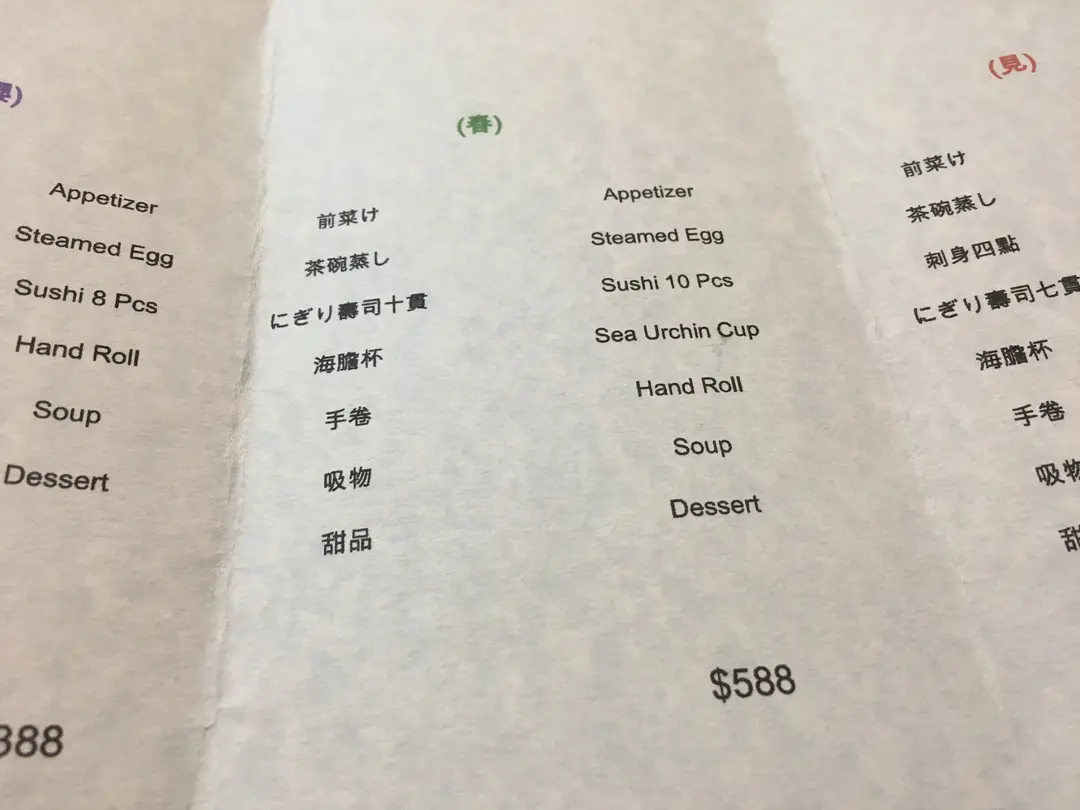 Appetizer
Steamed Egg
Sushi 8 Pcs
Hand Roll
Soup
Dessert
388
(春)
前菜け Appetizer
茶碗蒸し Steamed Egg
にぎり壽司十貫 Sushi 10 Pcs
海膽杯 Sea Urchin Cup
手卷 Hand Roll
吸物 Soup
甜品 Dessert
$588
(見)
前菜け
茶碗蒸し
刺身四點
にぎり壽司七貫
海膽杯
手卷
吸物